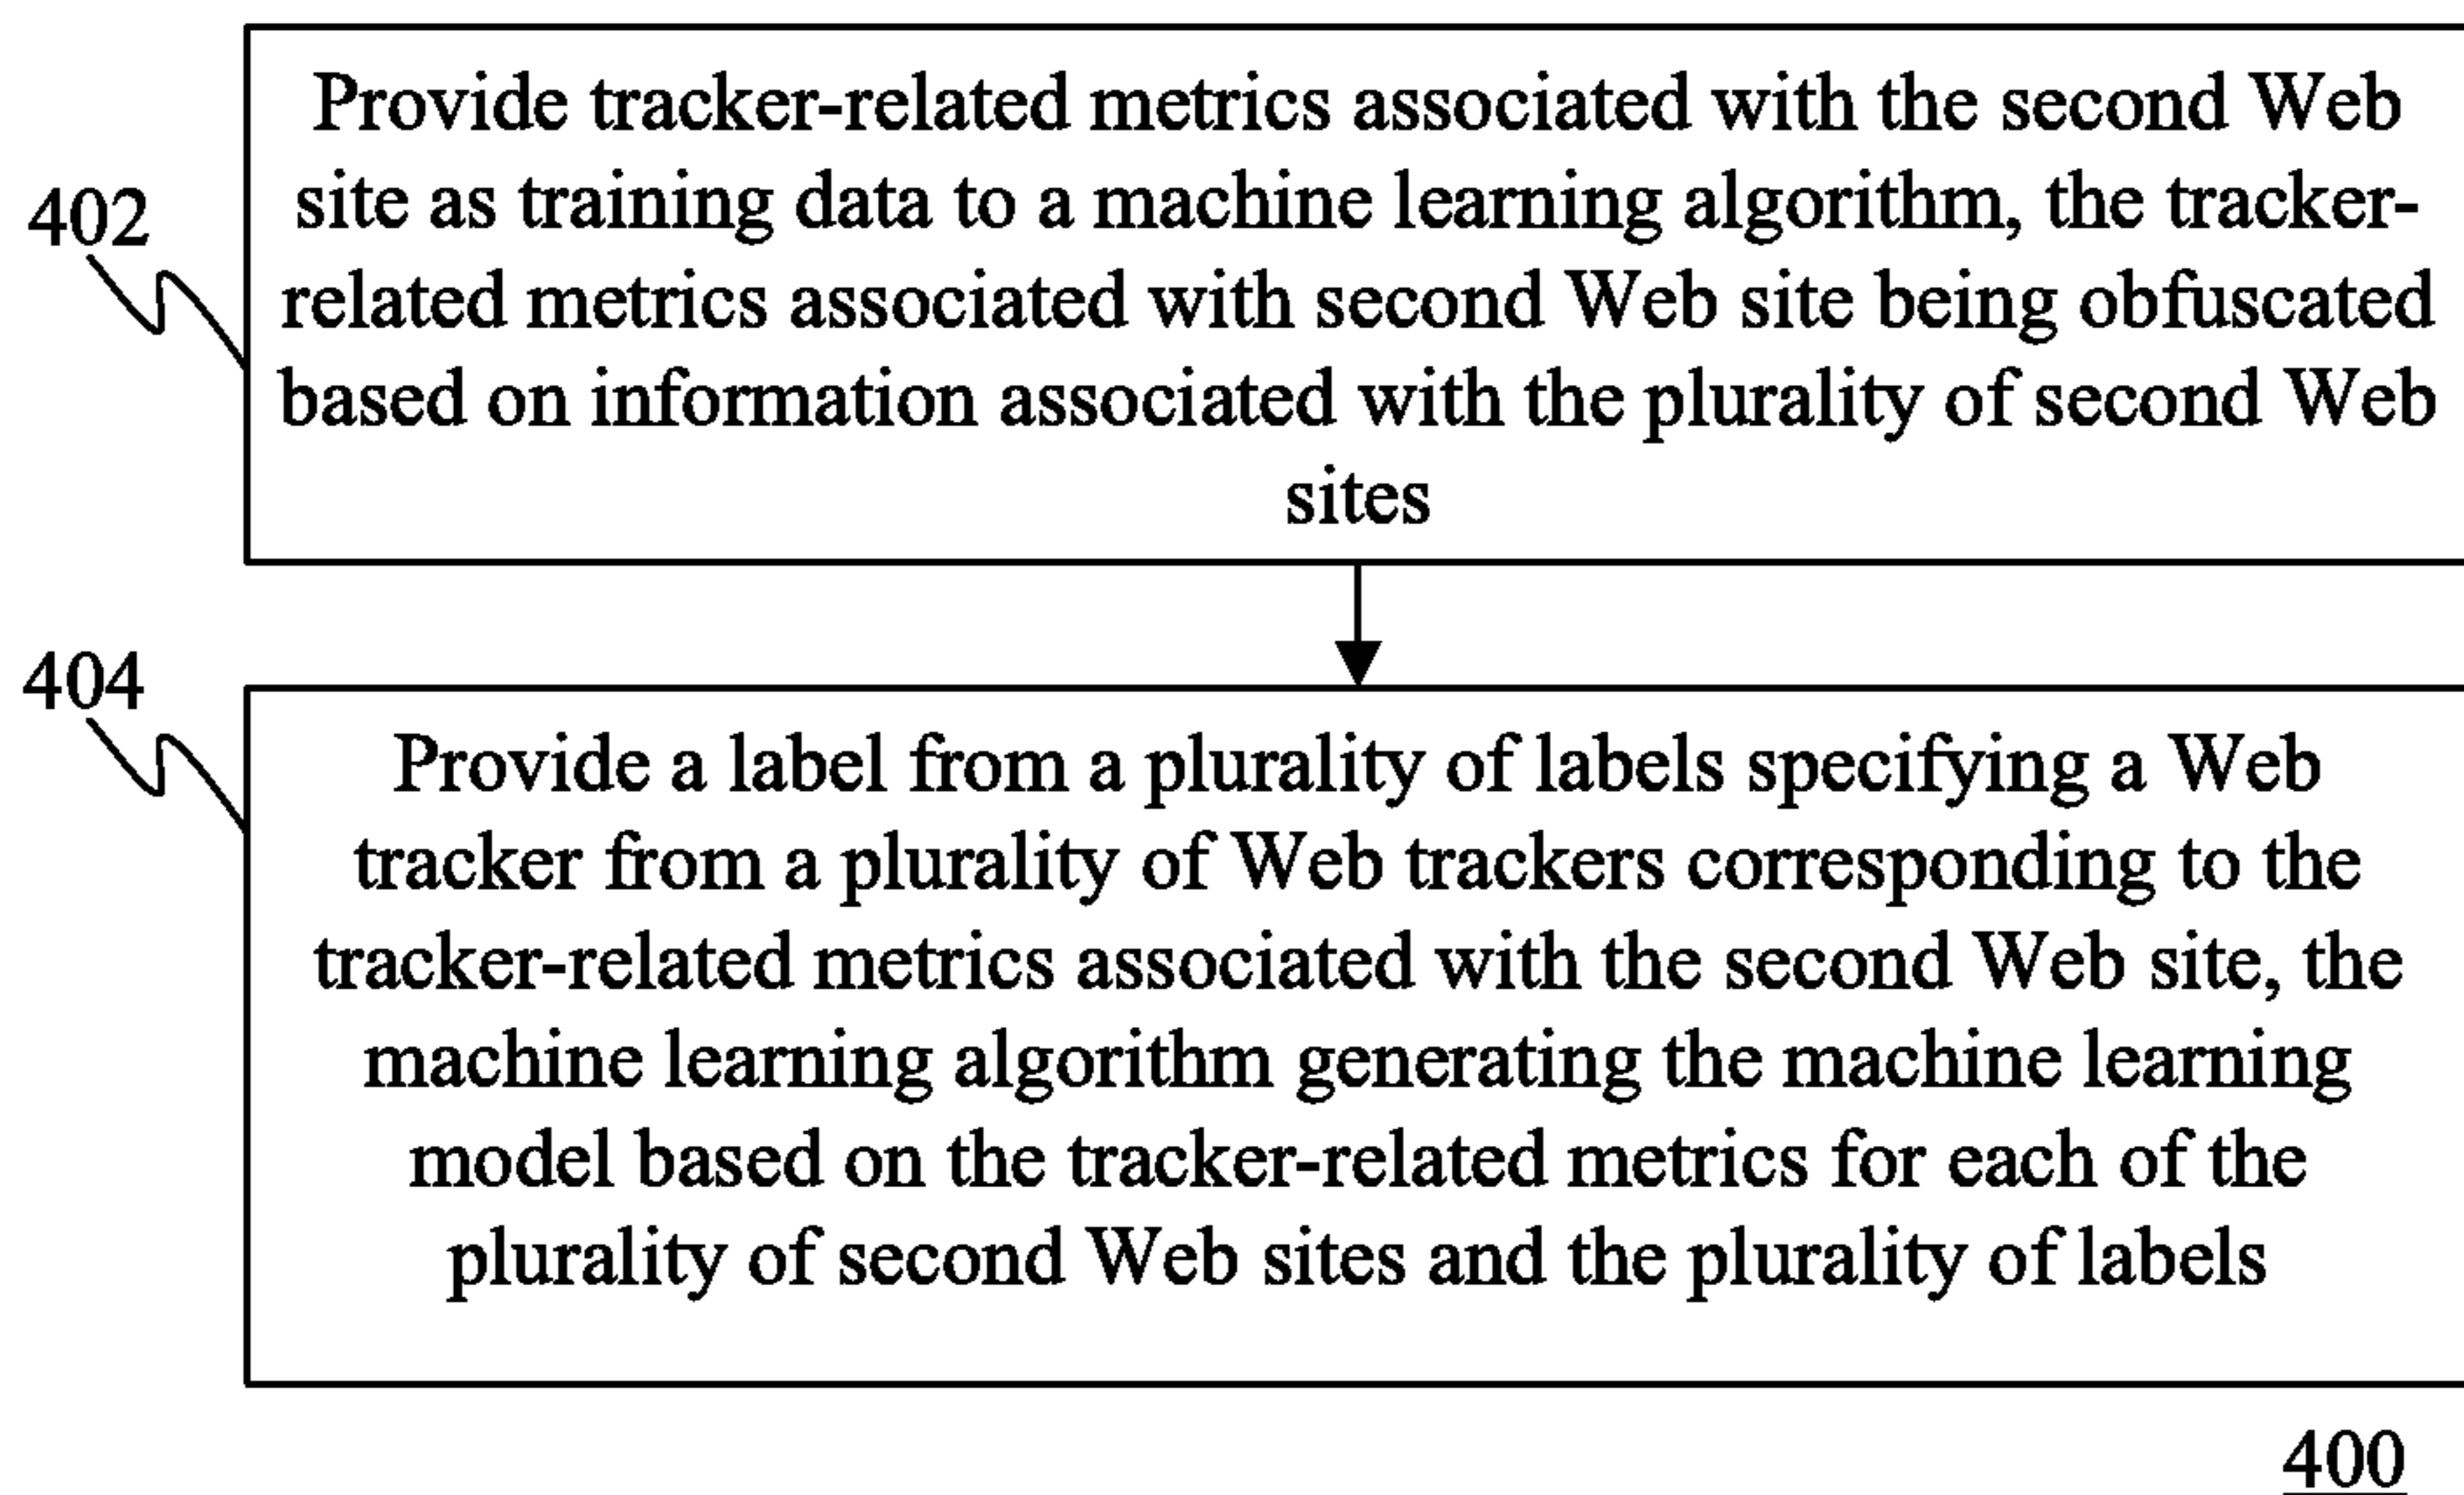 Provide tracker-related metrics associated with the second Web
site as training data to a machine learning algorithm, the tracker-
related metrics associated with second Web site being obfuscated
based on information associated with the plurality of second Web
sites
402
404
Provide a label from a plurality of labels specifying a Web
tracker from a plurality of Web trackers corresponding to the
tracker-related metrics associated with the second Web site, the
machine learning algorithm generating the machine learning
model based on the tracker-related metrics for each of the
plurality of second Web sites and the plurality of labels
400